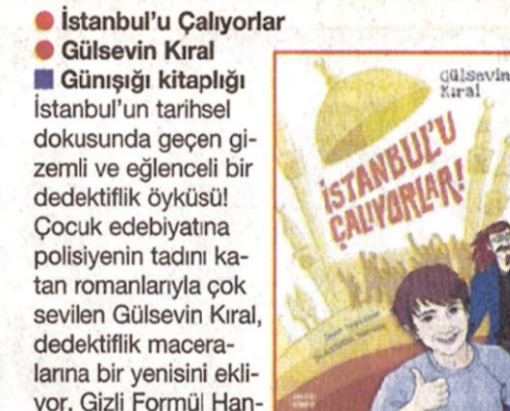 İstanbul'u Çalıyorlar
Gülsevin Kıral
Günışığı kitaplığı
İstanbul'un tarihsel
dokusunda geçen gi-
zemli ve eğlenceli bir
dedektiflik öyküsü!
Çocuk edebiyatına
polisiyenin tadını ka-
tan romanlarıyla çok
sevilen Gülsevin Kıral,
dedektiflik macera-
larına bir yenisini ekli-
yor. Gizli Formül Han-
Gülsevin
Kıral
İSTANBUL'U
ÇALIYORLAR!